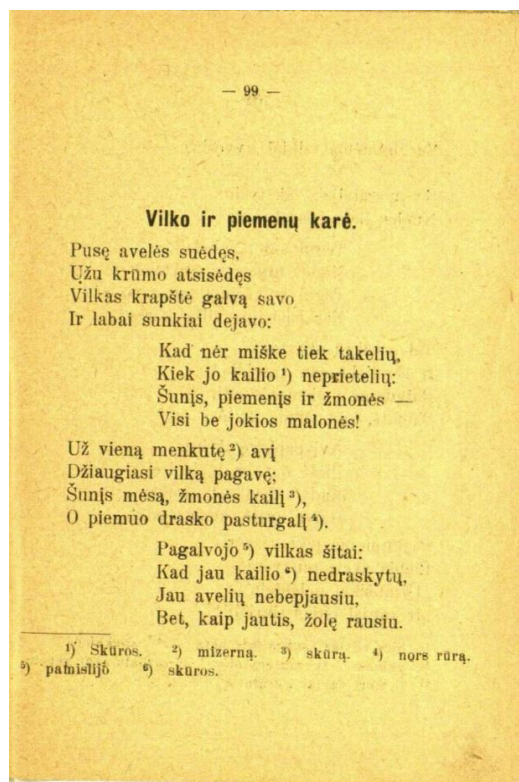 — 99 —
Vilko ir piemenų karė.
Pusę avelės suėdęs,
Užu krūmo atsisėdęs
Vilkas krapštė galvą savo
Ir labai sunkiai dejavo:
Kad nėr miške tiek takelių,
Kiek jo kailio ¹) neprietelių:
Šunįs, piemenįs ir žmonės —
Visi be jokios malonės!
Už vieną menkutę ²) avį
Džiaugiasi vilką pagavę;
Šunįs mėsą, žmonės kailį ³),
O piemuo drasko pasturgalį ⁴).
Pagalvojo ⁵) vilkas šitai:
Kad jau kailio ⁶) nedraskytų,
Jau avelių nebepjausiu,
Bet, kaip jautis, žolę rausiu.
¹) Skūros. ²) mizerną. ³) skūrą. ⁴) nors rūrą.
⁵) pamislijo ⁶) skūros.